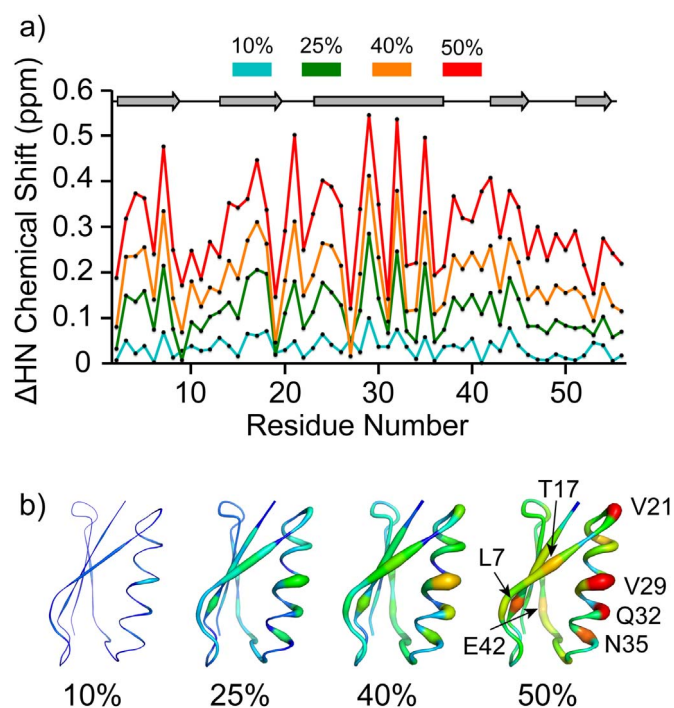 a)
10% 25% 40% 50%
0.6
0.5
0.4
0.3
0.2
0.1
0
ΔHN Chemical Shift (ppm)
10 20 30 40 50
Residue Number
b)
T17
V21
L7
V29
Q32
E42
N35
10% 25% 40% 50%